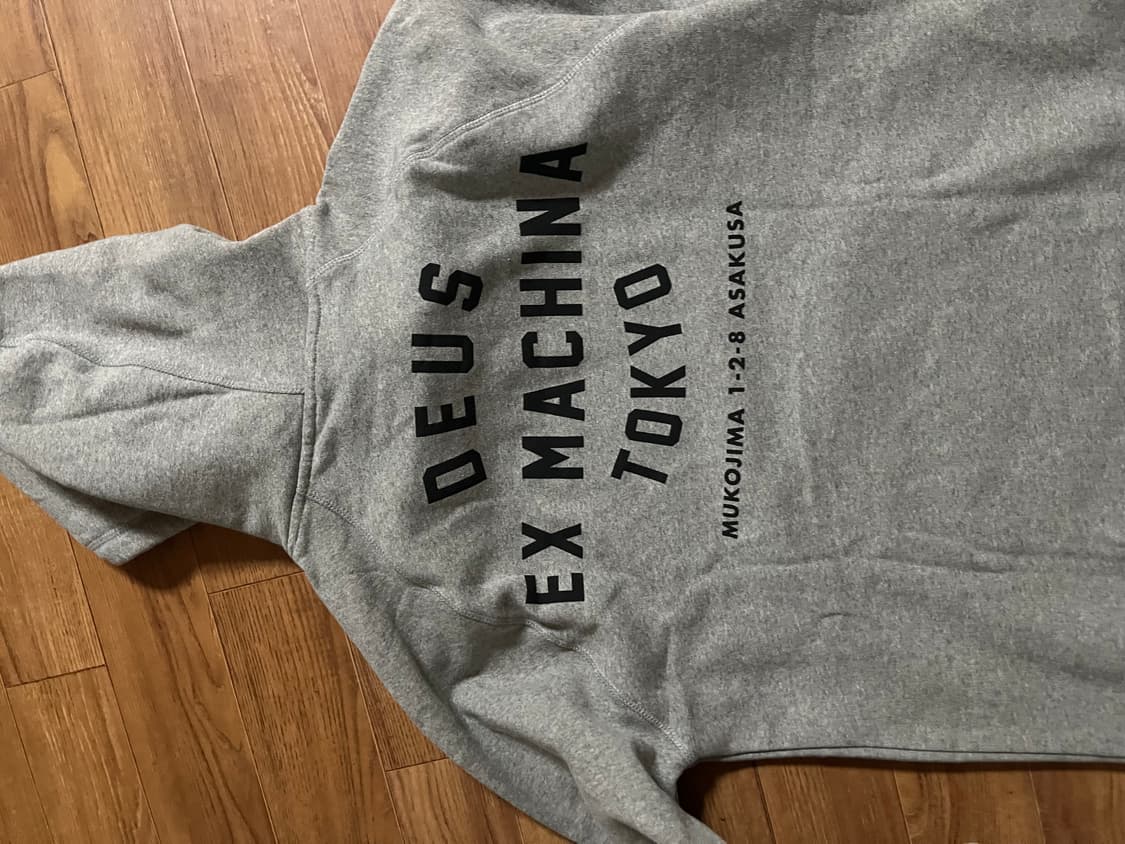 DEUS
EX MACHINA
TOKYO
MUKOJIMA 1-2-8 ASAKUSA